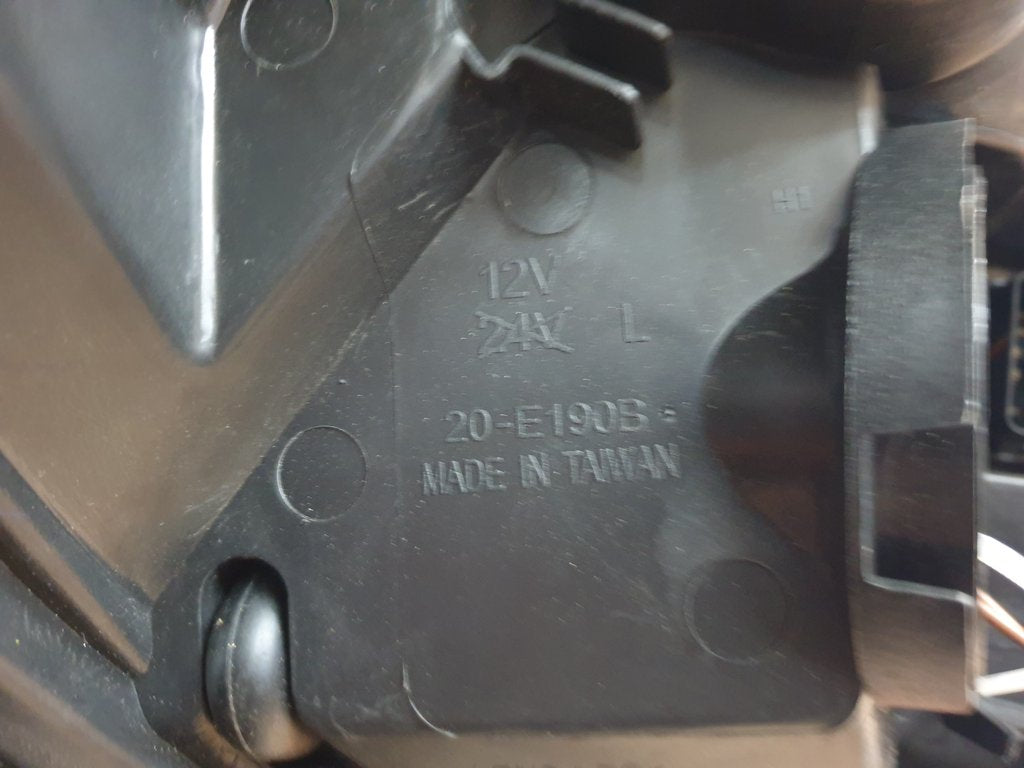 12V
24V L
20-E190B
MADE IN TAIWAN